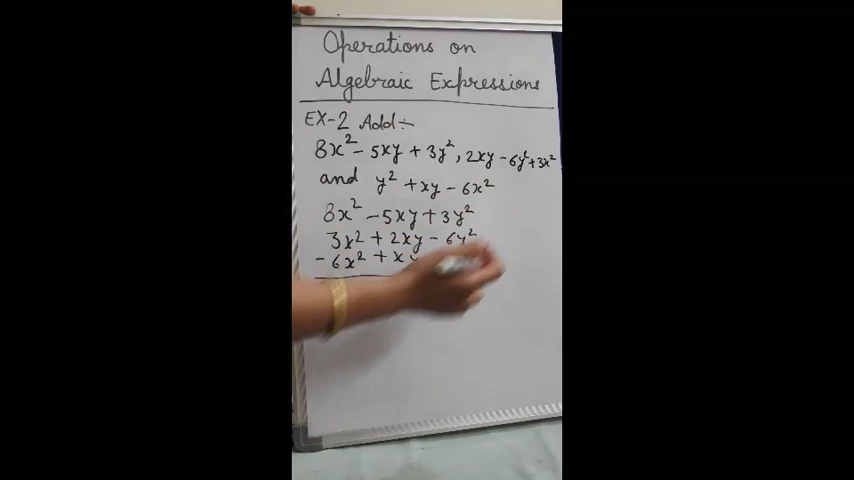 Operations on
Algebraic Expressions
EX-2 Add:-
8x² - 5xy + 3y², 2xy - 6y² + 3x²
and y² + xy - 6x²
8x² - 5xy + 3y²
3x² + 2xy - 6y²
- 6x² + xy